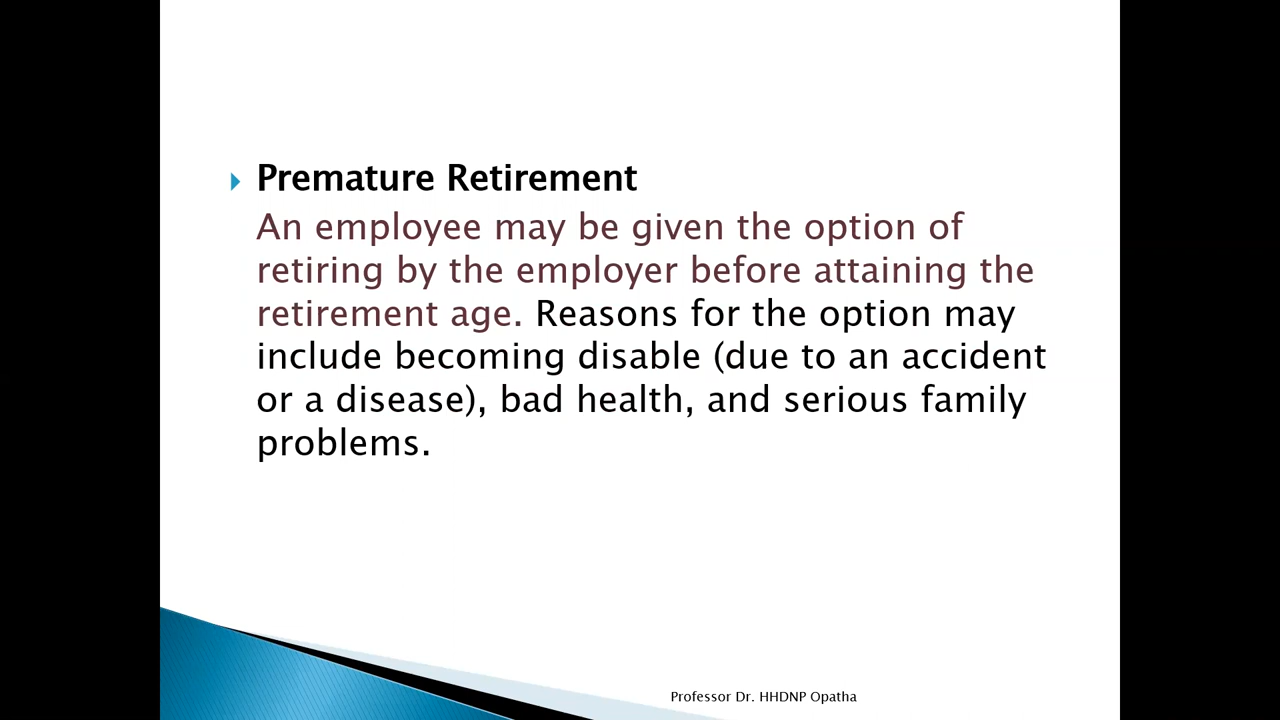 Premature Retirement
An employee may be given the option of
retiring by the employer before attaining the
retirement age. Reasons for the option may
include becoming disable (due to an accident
or a disease), bad health, and serious family
problems.
Professor Dr. HHDNP Opatha